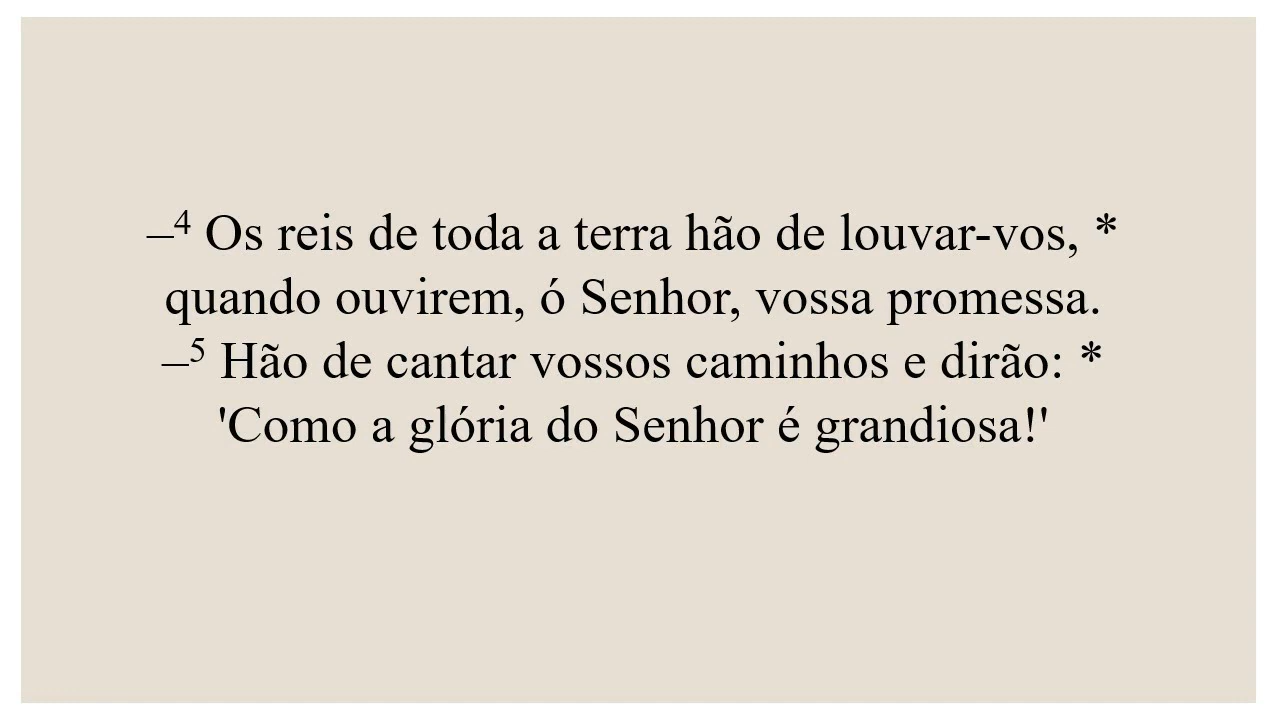 –⁴ Os reis de toda a terra hão de louvar-vos, *
quando ouvirem, ó Senhor, vossa promessa.
–⁵ Hão de cantar vossos caminhos e dirão: *
'Como a glória do Senhor é grandiosa!'